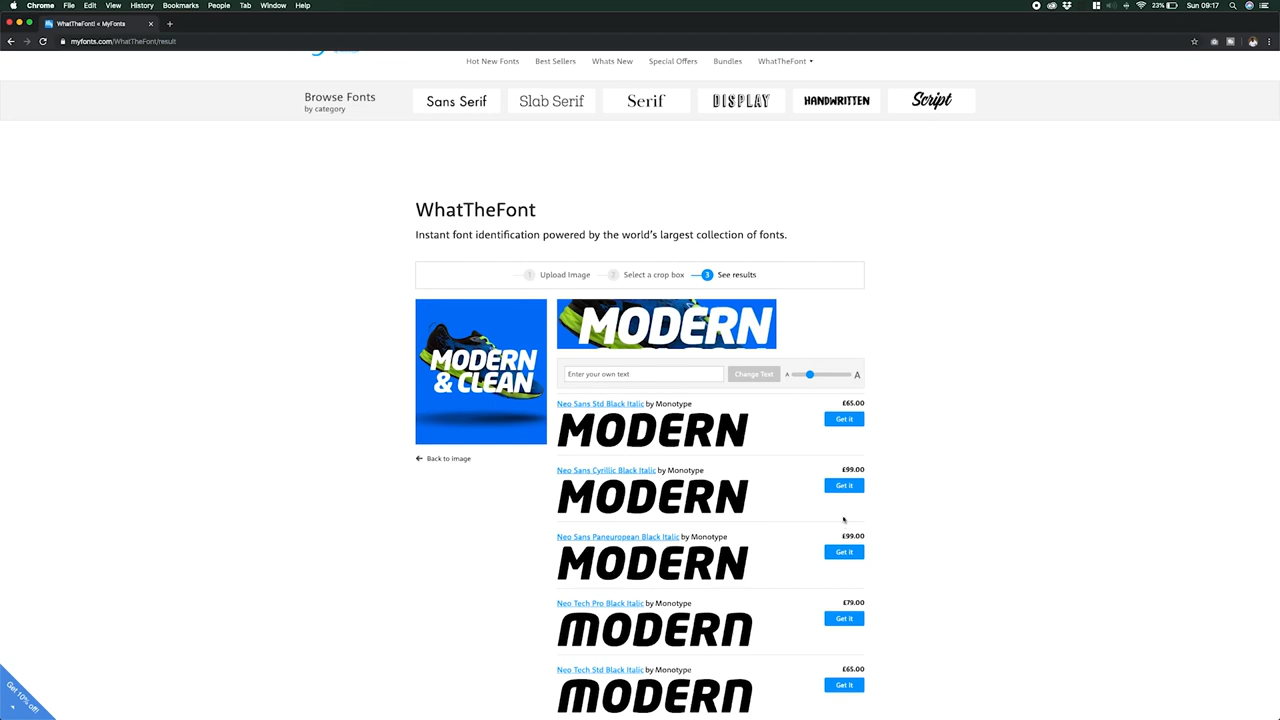 Chrome File Edit View History Bookmarks People Tab Window Help
23% Sun 09:17
WhatTheFont! « MyFonts
myfonts.com/WhatTheFont/result
Hot New Fonts Best Sellers Whats New Special Offers Bundles WhatTheFont
Browse Fonts
by category
Sans Serif Slab Serif Serif DISPLAY HANDWRITTEN Script
WhatTheFont
Instant font identification powered by the world's largest collection of fonts.
1 Upload Image 2 Select a crop box 3 See results
MODERN
& CLEAN
Back to image
MODERN
Enter your own text Change Text A A
Neo Sans Std Black Italic by Monotype £65.00
MODERN Get it
Neo Sans Cyrillic Black Italic by Monotype £99.00
MODERN Get it
Neo Sans Paneuropean Black Italic by Monotype £99.00
MODERN Get it
Neo Tech Pro Black Italic by Monotype £79.00
MODERN Get it
Neo Tech Std Black Italic by Monotype £65.00
MODERN Get it
Get 10% off!